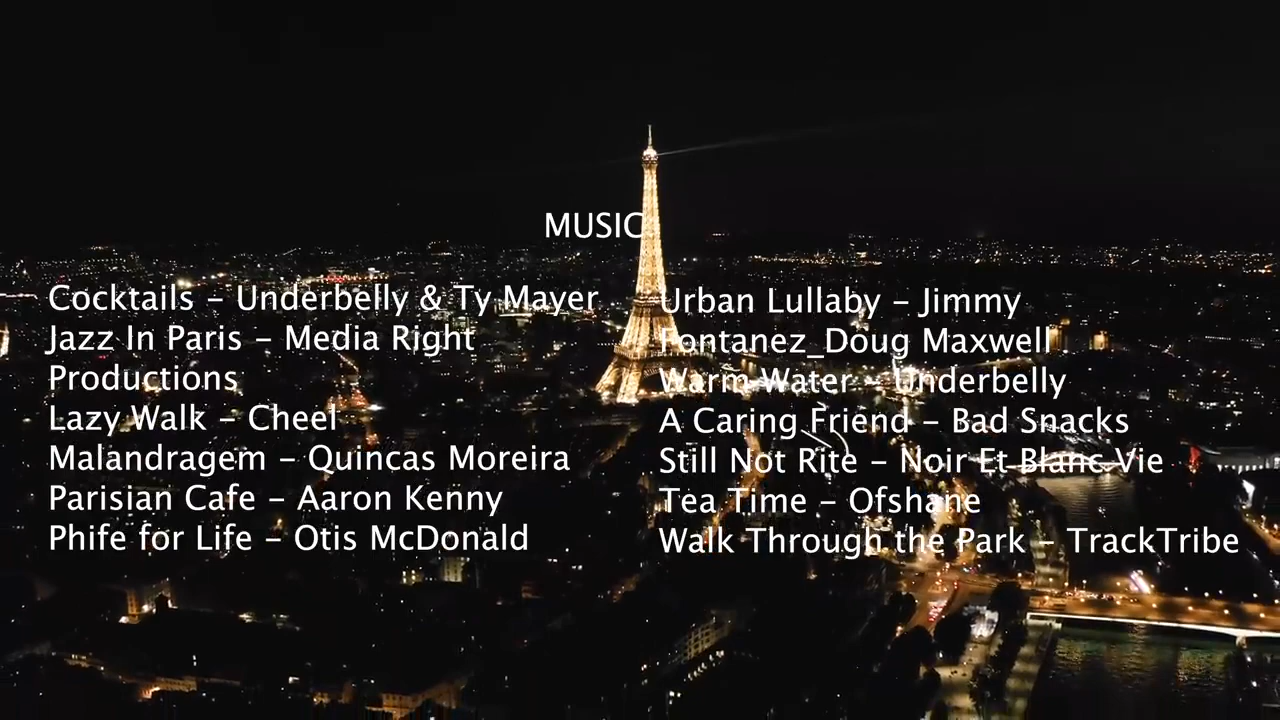 MUSIC
Cocktails – Underbelly & Ty Mayer
Jazz In Paris – Media Right
Productions
Lazy Walk – Cheel
Malandragem – Quincas Moreira
Parisian Cafe – Aaron Kenny
Phife for Life – Otis McDonald
Urban Lullaby – Jimmy
Fontanez_Doug Maxwell
Warm Water – Underbelly
A Caring Friend – Bad Snacks
Still Not Rite – Noir Et Blanc Vie
Tea Time – Ofshane
Walk Through the Park – TrackTribe